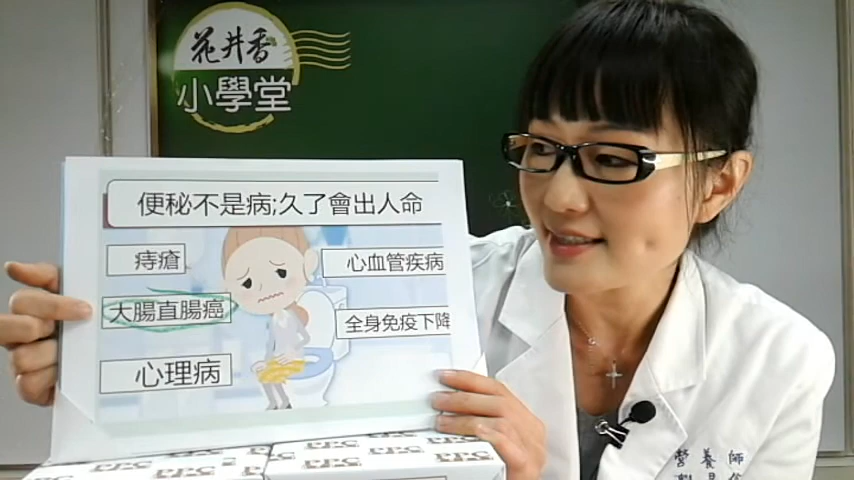 花井香
小學堂
便秘不是病;久了會出人命
痔瘡
心血管疾病
大腸直腸癌
全身免疫下降
心理病
營養師